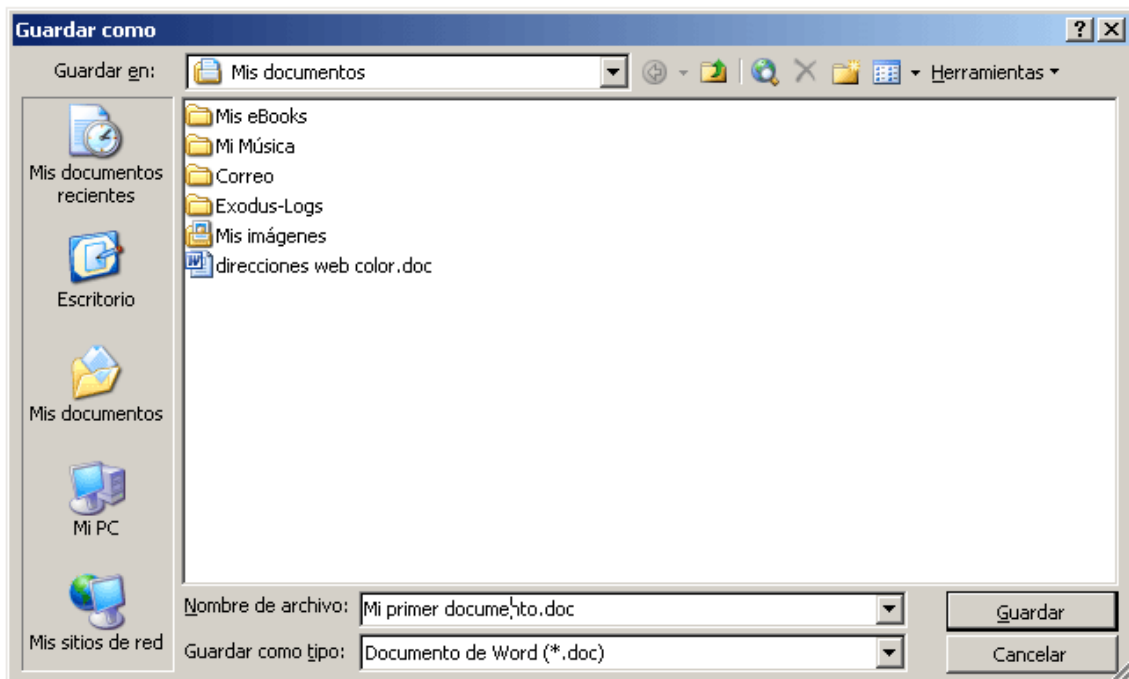 Guardar como
Guardar en:
Mis documentos
Herramientas
Mis documentos
recientes
Escritorio
Mis documentos
Mi PC
Mis sitios de red
Mis eBooks
Mi Música
Correo
Exodus-Logs
Mis imágenes
direcciones web color.doc
Nombre de archivo: Mi primer documento.doc
Guardar
Guardar como tipo: Documento de Word (*.doc)
Cancelar